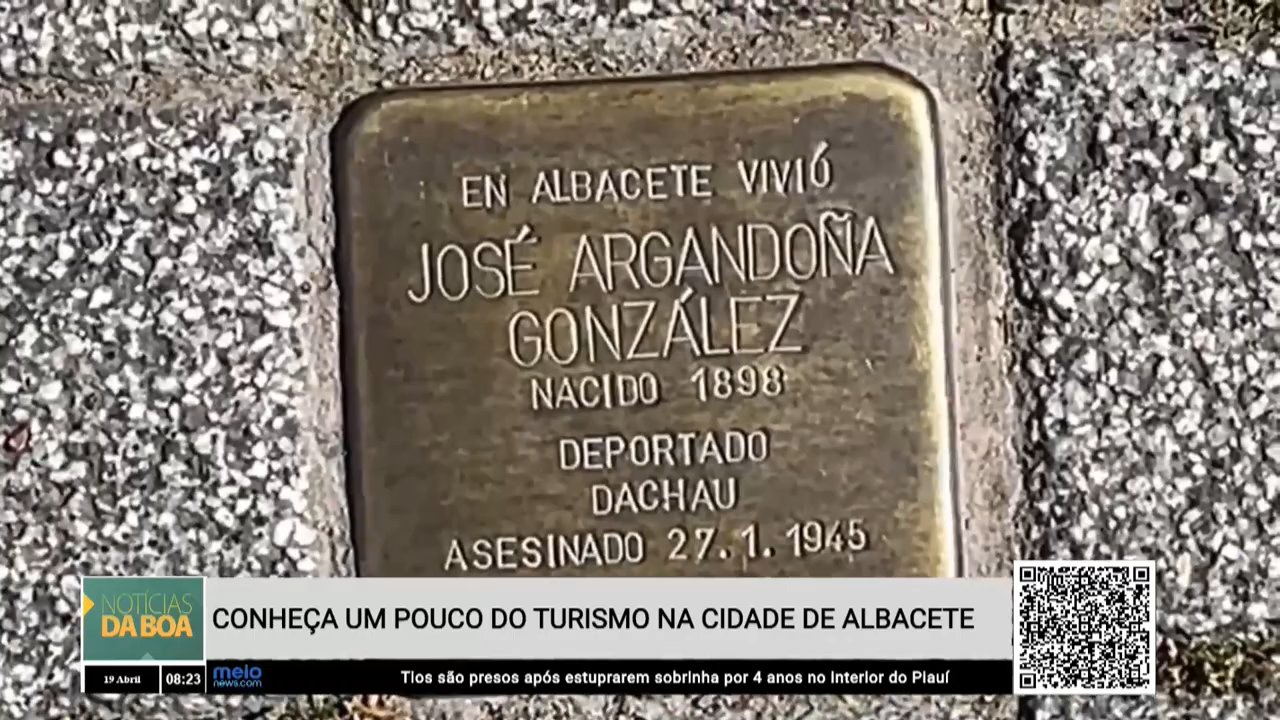 EN ALBACETE VIVIÓ
JOSÉ ARGANDOÑA
GONZÁLEZ
NACIDO 1898
DEPORTADO
DACHAU
ASESINADO 27.1.1945
NOTÍCIAS
DA BOA
CONHEÇA UM POUCO DO TURISMO NA CIDADE DE ALBACETE
19 Abril
08:23
meio
news.com
Tios são presos após estuprarem sobrinha por 4 anos no interior do Piauí